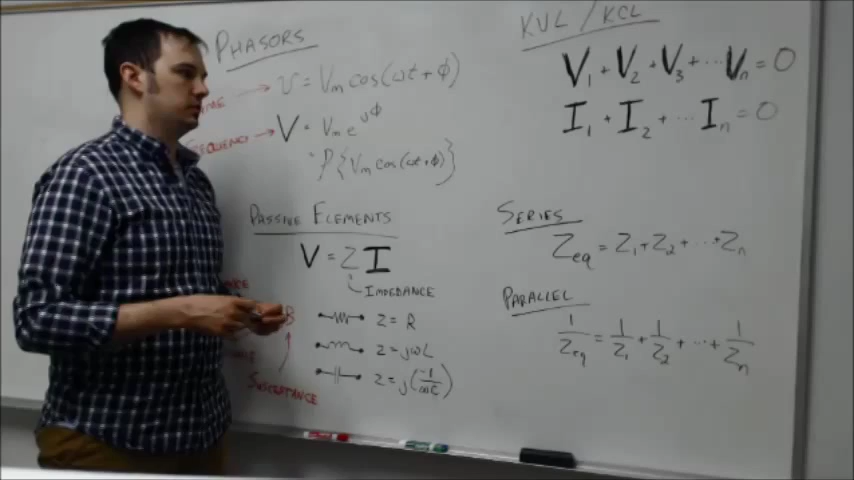 PHASORS
v = Vm cos(ωt + ϕ)
FREQUENCY → V = Vm e^jϕ
= P{Vm cos(ωt + ϕ)}
PASSIVE ELEMENTS
V = Z I
IMPEDANCE
B
Z = R
Z = jωL
Z = j(-1/ωC)
SUSCEPTANCE
KVL / KCL
V1 + V2 + V3 + ... Vn = 0
I1 + I2 + ... In = 0
SERIES
Zeq = Z1 + Z2 + ... + Zn
PARALLEL
1/Zeq = 1/Z1 + 1/Z2 + ... + 1/Zn